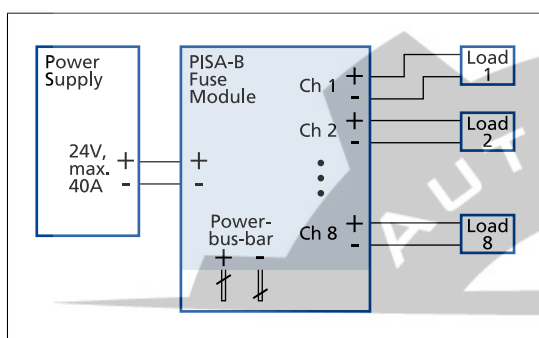 Power
Supply
24V,
max.
40A
+
-
PISA-B
Fuse
Module
+
-
Power-
bus-bar
+ -
Ch 1
+
-
Ch 2
+
-
Ch 8
+
-
Load
1
Load
2
Load
8
AUT